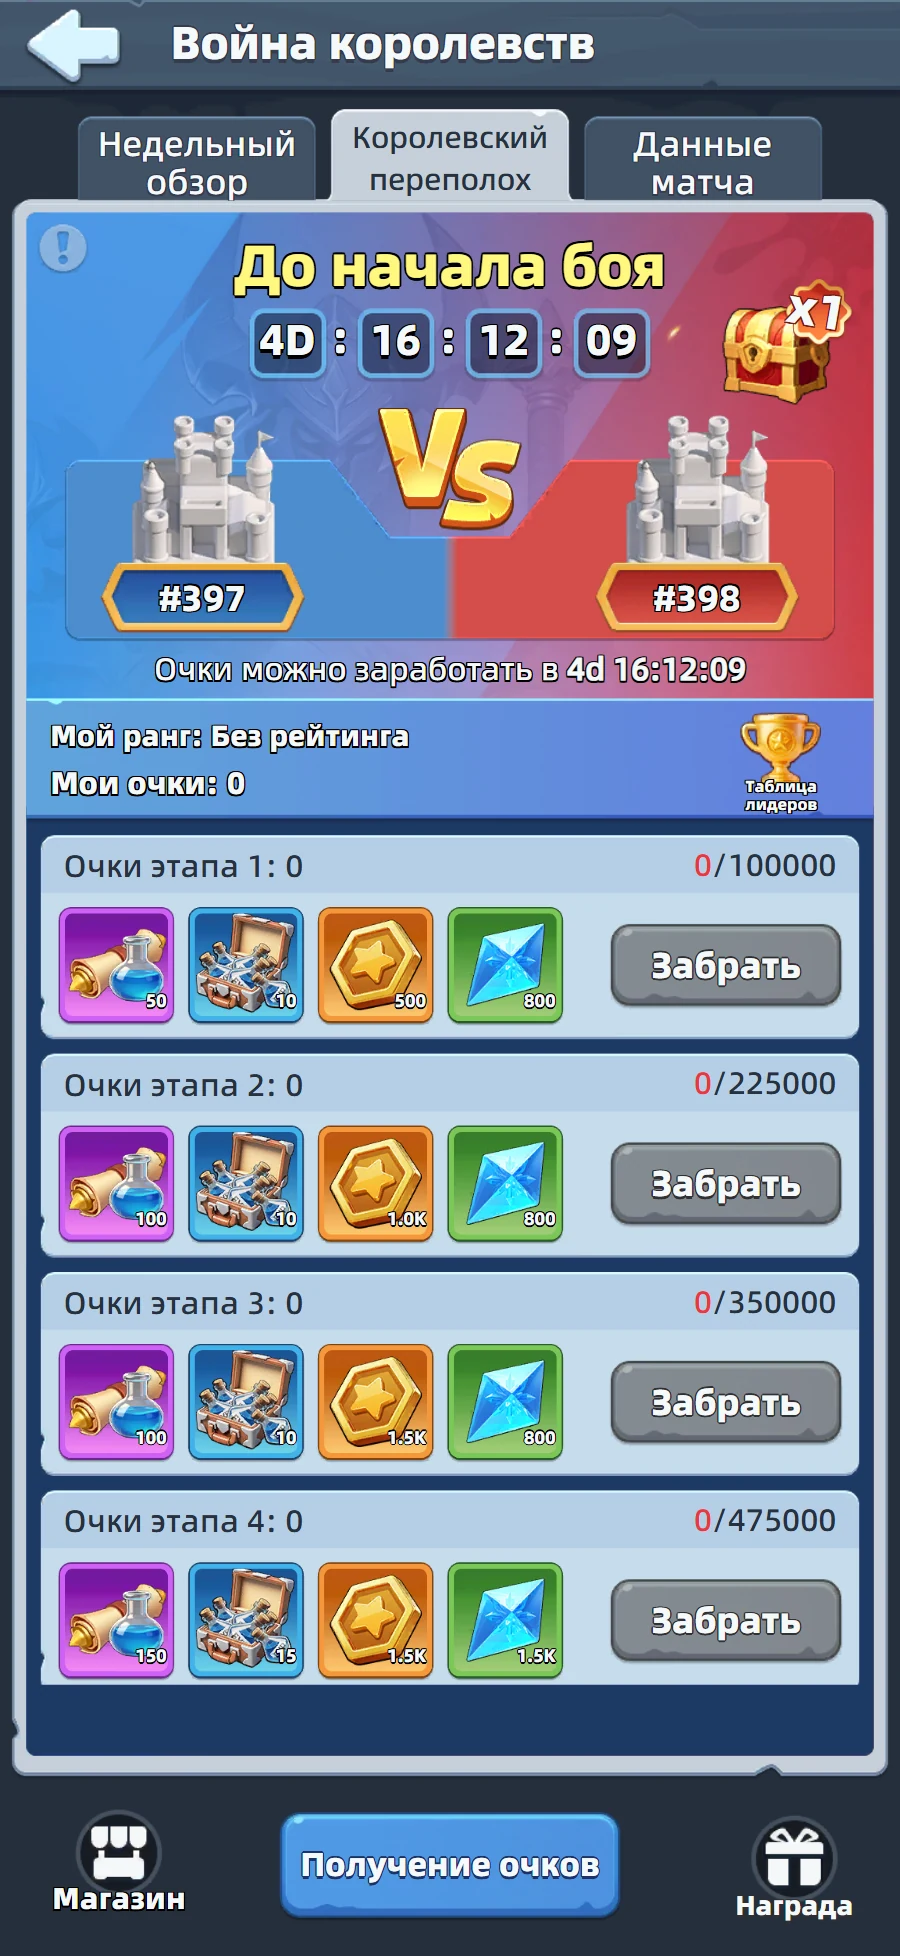 Война королевств
Недельный
обзор
Королевский
переполох
Данные
матча
До начала боя
4D : 16 : 12 : 09
x1
VS
#397
#398
Очки можно заработать в 4d 16:12:09
Мой ранг: Без рейтинга
Мои очки: 0
Таблица
лидеров
Очки этапа 1: 0
0/100000
50
10
500
800
Забрать
Очки этапа 2: 0
0/225000
100
10
1.0K
800
Забрать
Очки этапа 3: 0
0/350000
100
10
1.5K
800
Забрать
Очки этапа 4: 0
0/475000
150
15
1.5K
1.5K
Забрать
Магазин
Получение очков
Награда